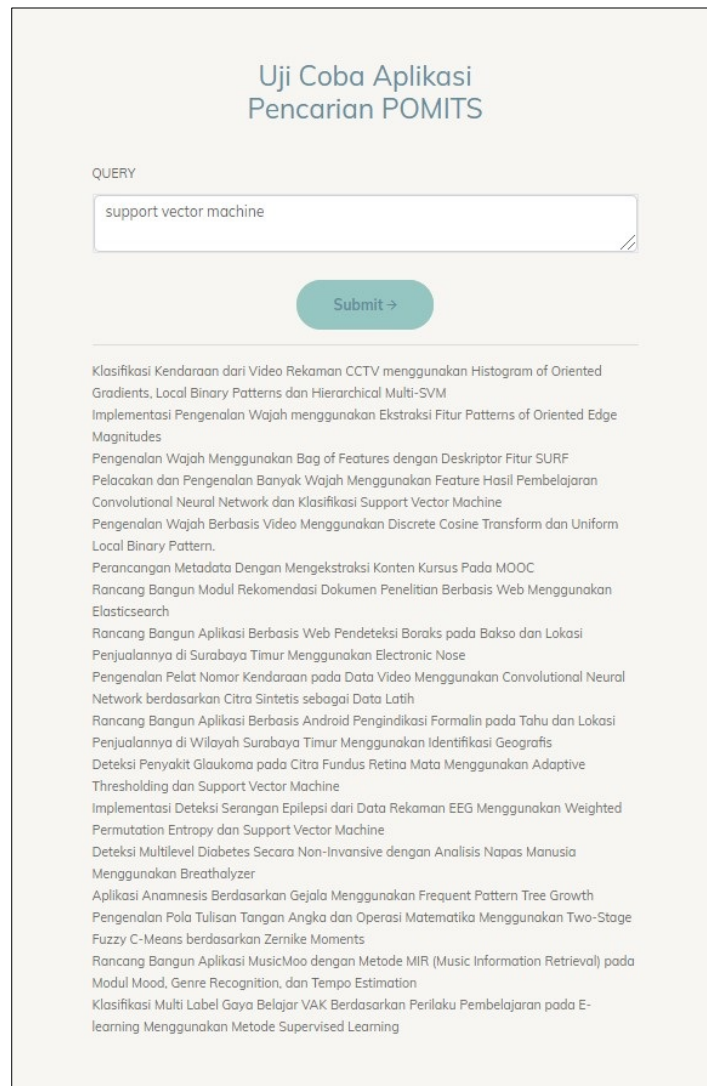 Uji Coba Aplikasi
Pencarian POMITS
QUERY
support vector machine
Submit →
Klasifikasi Kendaraan dari Video Rekaman CCTV menggunakan Histogram of Oriented
Gradients, Local Binary Patterns dan Hierarchical Multi-SVM
Implementasi Pengenalan Wajah menggunakan Ekstraksi Fitur Patterns of Oriented Edge
Magnitudes
Pengenalan Wajah Menggunakan Bag of Features dengan Deskriptor Fitur SURF
Pelacakan dan Pengenalan Banyak Wajah Menggunakan Feature Hasil Pembelajaran
Convolutional Neural Network dan Klasifikasi Support Vector Machine
Pengenalan Wajah Berbasis Video Menggunakan Discrete Cosine Transform dan Uniform
Local Binary Pattern.
Perancangan Metadata Dengan Mengekstraksi Konten Kursus Pada MOOC
Rancang Bangun Modul Rekomendasi Dokumen Penelitian Berbasis Web Menggunakan
Elasticsearch
Rancang Bangun Aplikasi Berbasis Web Pendeteksi Boraks pada Bakso dan Lokasi
Penjualannya di Surabaya Timur Menggunakan Electronic Nose
Pengenalan Pelat Nomor Kendaraan pada Data Video Menggunakan Convolutional Neural
Network berdasarkan Citra Sintetis sebagai Data Latih
Rancang Bangun Aplikasi Berbasis Android Pengindikasi Formalin pada Tahu dan Lokasi
Penjualannya di Wilayah Surabaya Timur Menggunakan Identifikasi Geografis
Deteksi Penyakit Glaukoma pada Citra Fundus Retina Mata Menggunakan Adaptive
Thresholding dan Support Vector Machine
Implementasi Deteksi Serangan Epilepsi dari Data Rekaman EEG Menggunakan Weighted
Permutation Entropy dan Support Vector Machine
Deteksi Multilevel Diabetes Secara Non-Invansive dengan Analisis Napas Manusia
Menggunakan Breathalyzer
Aplikasi Anamnesis Berdasarkan Gejala Menggunakan Frequent Pattern Tree Growth
Pengenalan Pola Tulisan Tangan Angka dan Operasi Matematika Menggunakan Two-Stage
Fuzzy C-Means berdasarkan Zernike Moments
Rancang Bangun Aplikasi MusicMoo dengan Metode MIR (Music Information Retrieval) pada
Modul Mood, Genre Recognition, dan Tempo Estimation
Klasifikasi Multi Label Gaya Belajar VAK Berdasarkan Perilaku Pembelajaran pada E-
learning Menggunakan Metode Supervised Learning